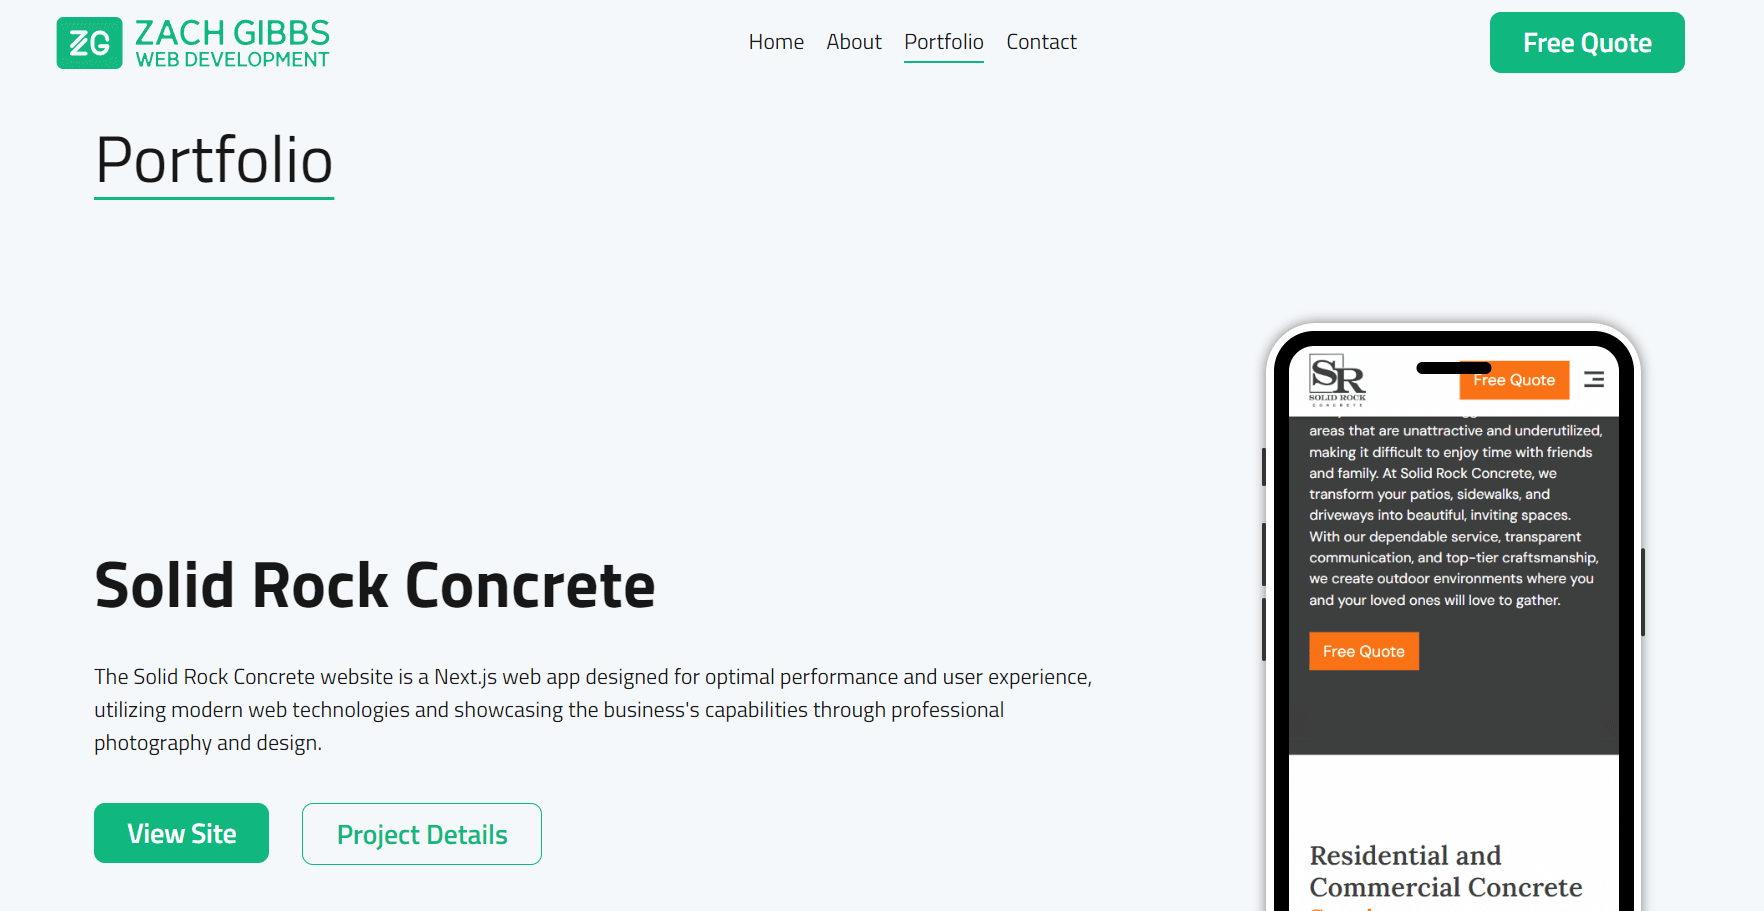 ZG ZACH GIBBS
WEB DEVELOPMENT
Home About Portfolio Contact
Free Quote
Portfolio
Solid Rock Concrete
The Solid Rock Concrete website is a Next.js web app designed for optimal performance and user experience,
utilizing modern web technologies and showcasing the business's capabilities through professional
photography and design.
View Site
Project Details
SR
SOLID ROCK
CONCRETE
Free Quote
areas that are unattractive and underutilized,
making it difficult to enjoy time with friends
and family. At Solid Rock Concrete, we
transform your patios, sidewalks, and
driveways into beautiful, inviting spaces.
With our dependable service, transparent
communication, and top-tier craftsmanship,
we create outdoor environments where you
and your loved ones will love to gather.
Free Quote
Residential and
Commercial Concrete